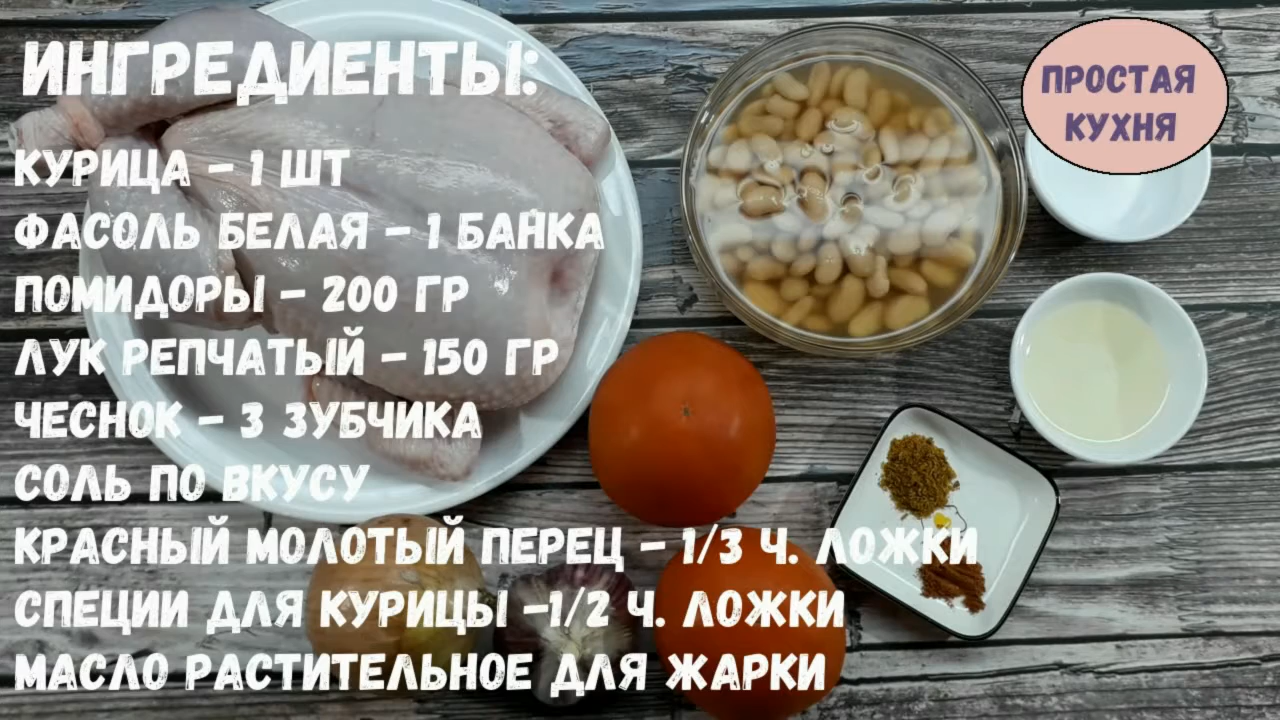 ИНГРЕДИЕНТЫ:
ПРОСТАЯ
КУХНЯ
КУРИЦА - 1 ШТ
ФАСОЛЬ БЕЛАЯ - 1 БАНКА
ПОМИДОРЫ - 200 ГР
ЛУК РЕПЧАТЫЙ - 150 ГР
ЧЕСНОК - 3 ЗУБЧИКА
СОЛЬ ПО ВКУСУ
КРАСНЫЙ МОЛОТЫЙ ПЕРЕЦ - 1/3 Ч. ЛОЖКИ
СПЕЦИИ ДЛЯ КУРИЦЫ -1/2 Ч. ЛОЖКИ
МАСЛО РАСТИТЕЛЬНОЕ ДЛЯ ЖАРКИ